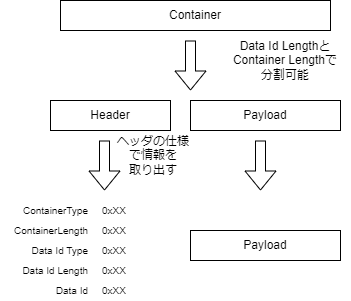 Container
Data Id Lengthと
Container Lengthで
分割可能
Header
Payload
ヘッダの仕様
で情報を
取り出す
ContainerType 0xXX
ContainerLength 0xXX
Data Id Type 0xXX
Data Id Length 0xXX
Data Id 0xXX
Payload